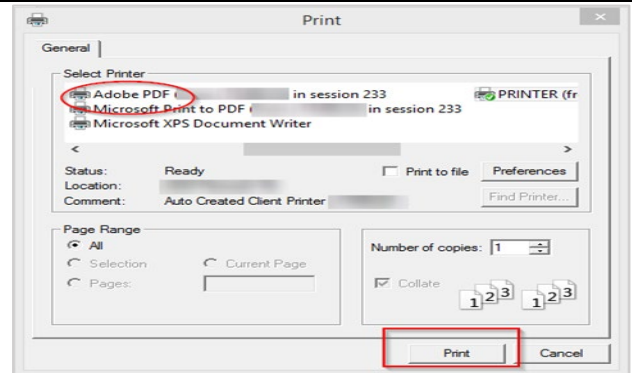 Print
General
Select Printer
Adobe PDF ( in session 233 PRINTER (fr
Microsoft Print to PDF ( in session 233
Microsoft XPS Document Writer
Status: Ready Print to file Preferences
Location:
Comment: Auto Created Client Printer Find Printer...
Page Range
All Number of copies: 1
Selection Current Page
Pages: Collate
1 2 3 1 2 3
Print Cancel